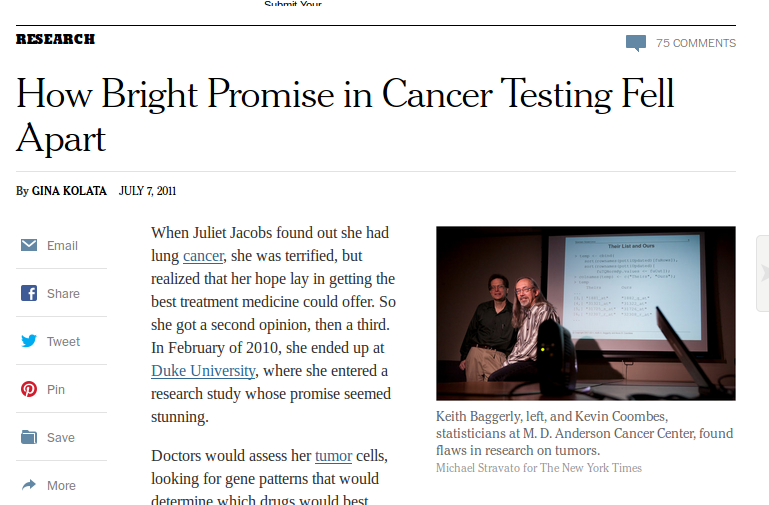 Submit Your
RESEARCH
75 COMMENTS
How Bright Promise in Cancer Testing Fell
Apart
By GINA KOLATA JULY 7, 2011
Email
Share
Tweet
Pin
Save
More
When Juliet Jacobs found out she had
lung cancer, she was terrified, but
realized that her hope lay in getting the
best treatment medicine could offer. So
she got a second opinion, then a third.
In February of 2010, she ended up at
Duke University, where she entered a
research study whose promise seemed
stunning.
Doctors would assess her tumor cells,
looking for gene patterns that would
determine which drugs would best
Their List and Ours
Keith Baggerly, left, and Kevin Coombes,
statisticians at M. D. Anderson Cancer Center, found
flaws in research on tumors.
Michael Stravato for The New York Times